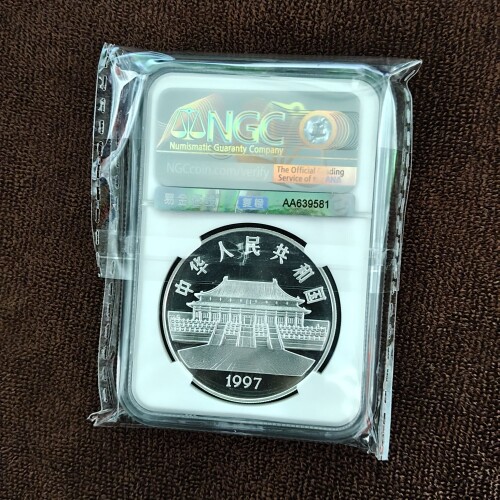 NGC
Numismatic Guaranty Company
NGCcoin.com/verify
The Official Grading
Service of
AA639581
中华人民共和国
1997